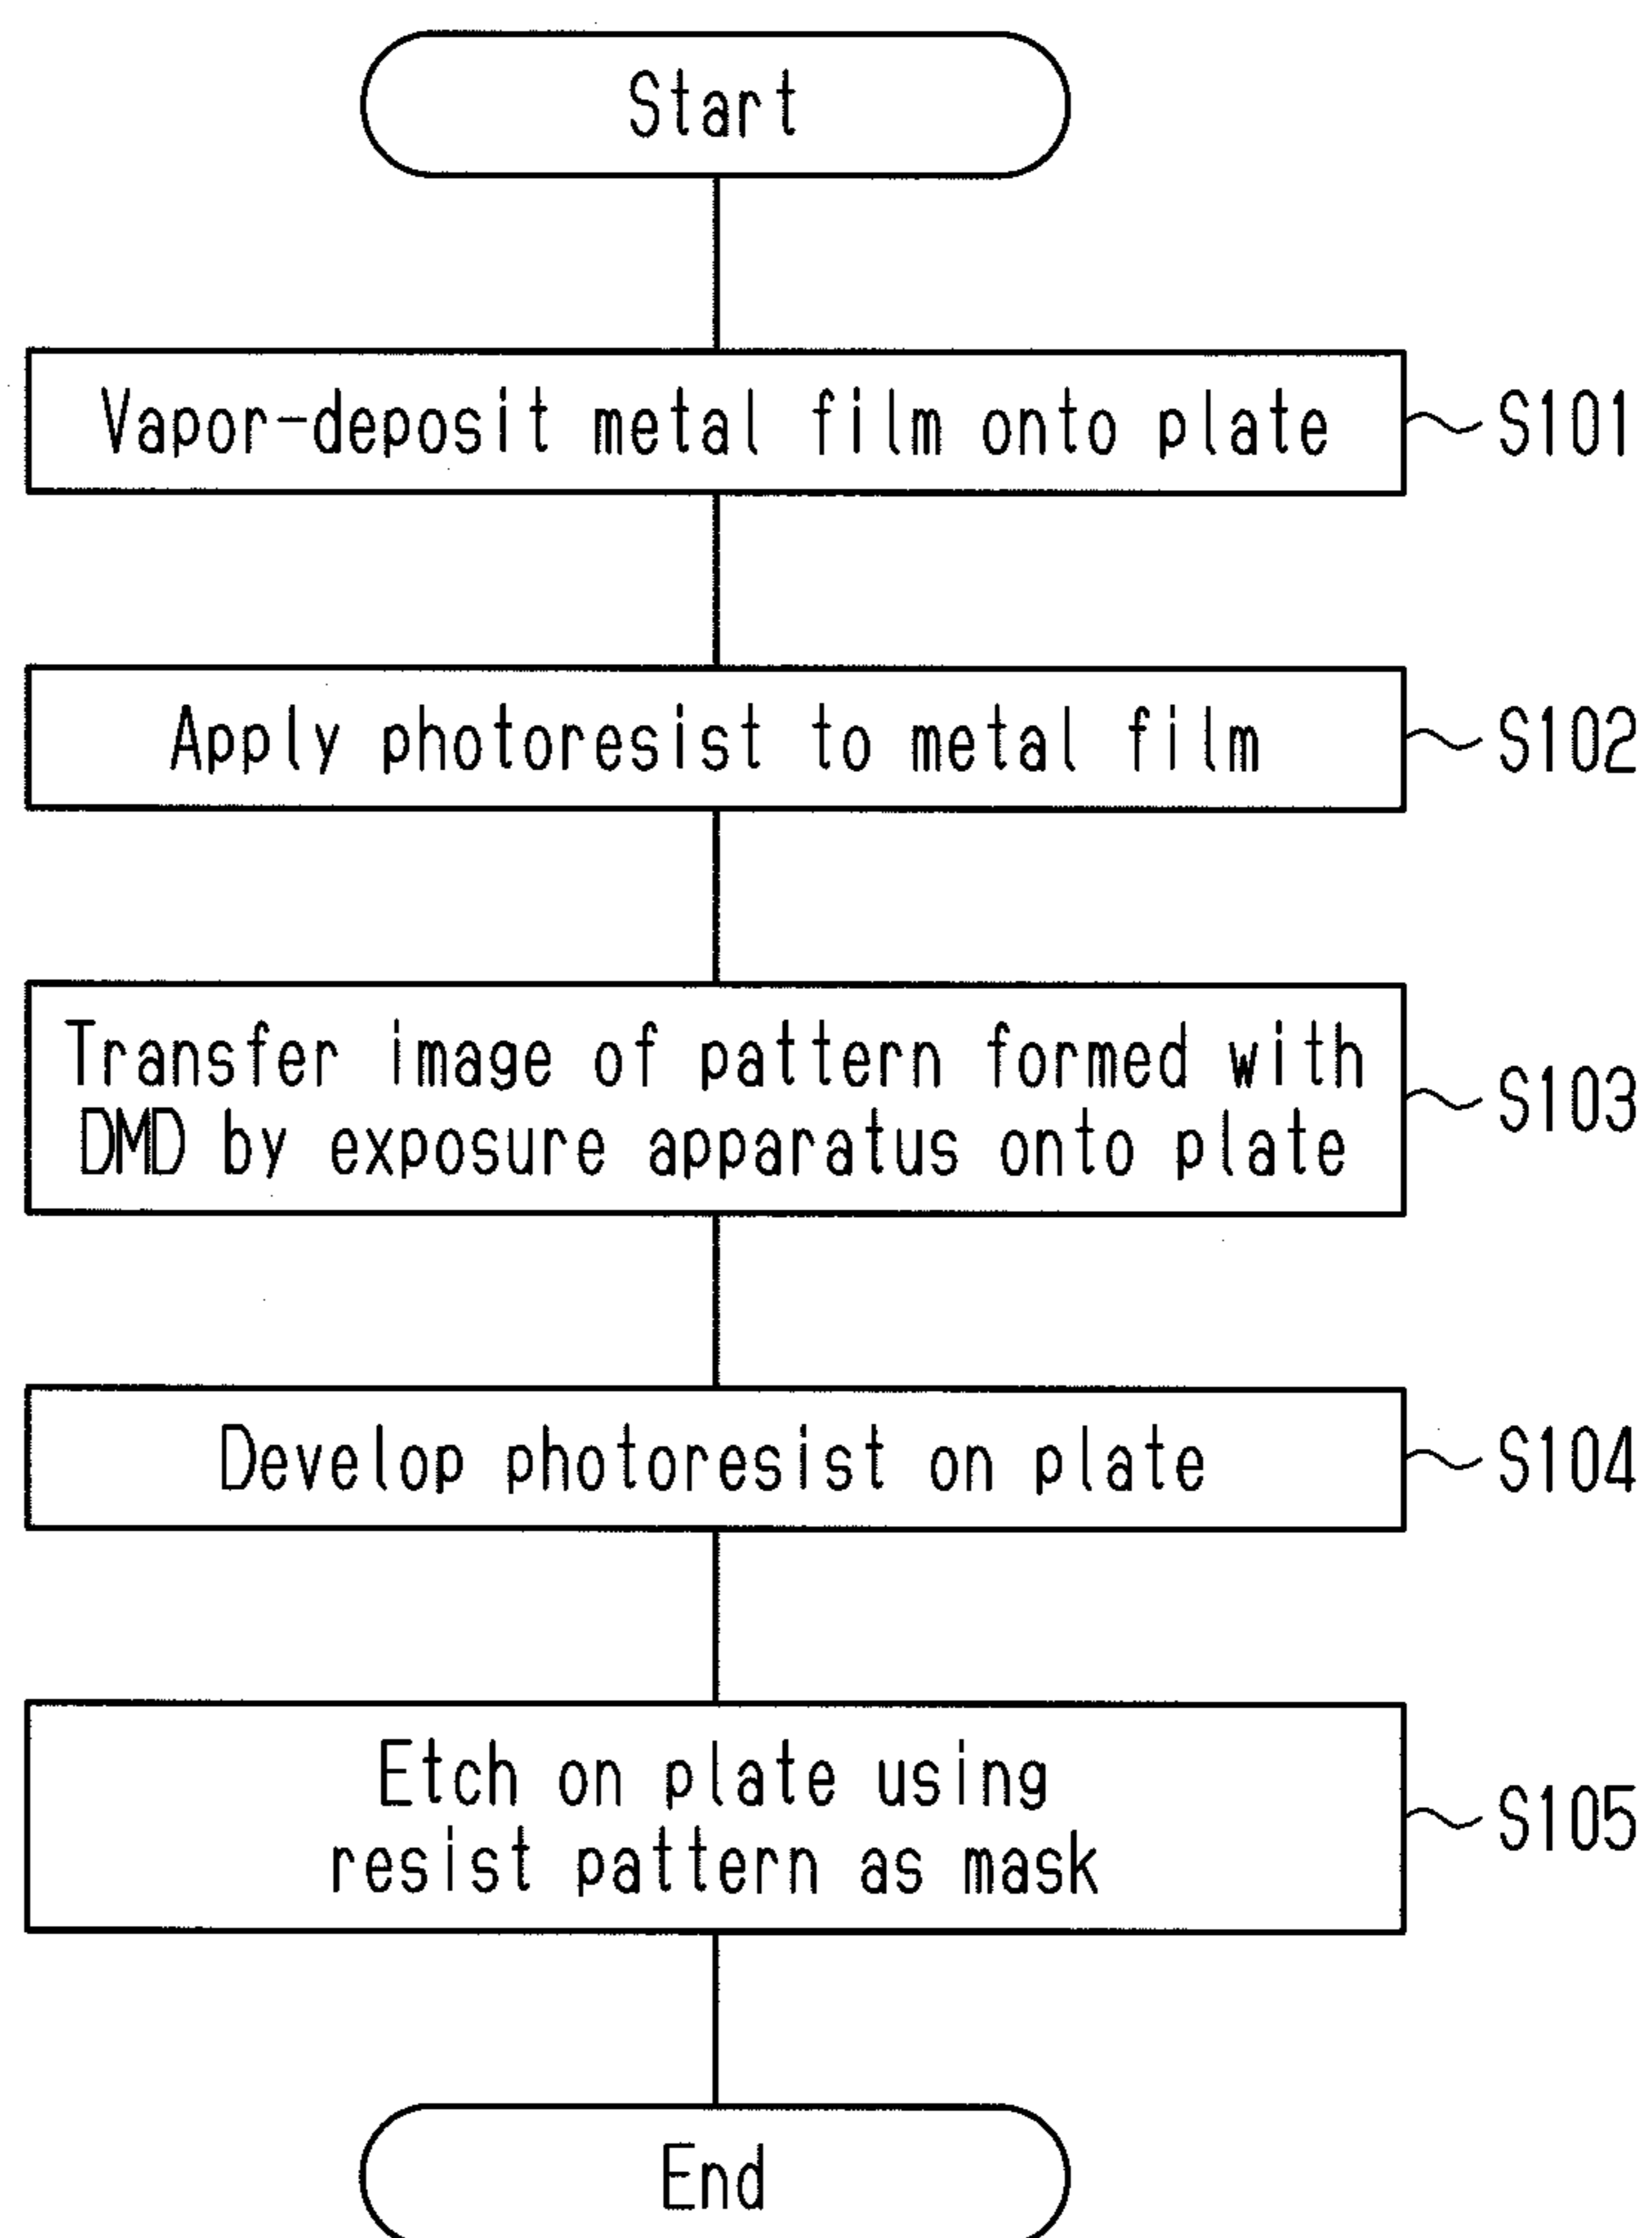 Start
Vapor-deposit metal film onto plate
S101
Apply photoresist to metal film
S102
Transfer image of pattern formed with
DMD by exposure apparatus onto plate
S103
Develop photoresist on plate
S104
Etch on plate using
resist pattern as mask
S105
End